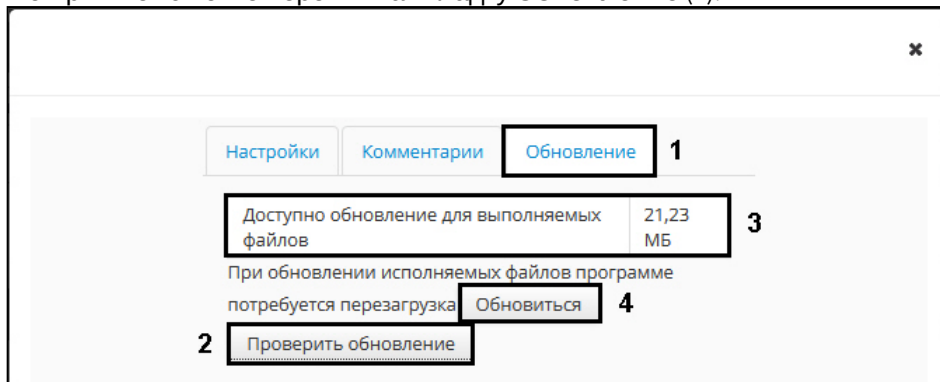 ✖
Настройки Комментарии Обновление 1
Доступно обновление для выполняемых 21,23
файлов МБ 3
При обновлении исполняемых файлов программе
потребуется перезагрузка Обновиться 4
2 Проверить обновление